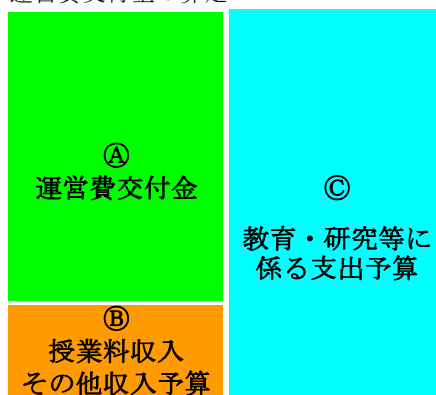 Ⓐ
運営費交付金
Ⓑ
授業料収入
その他収入予算
Ⓒ
教育・研究等に
係る支出予算